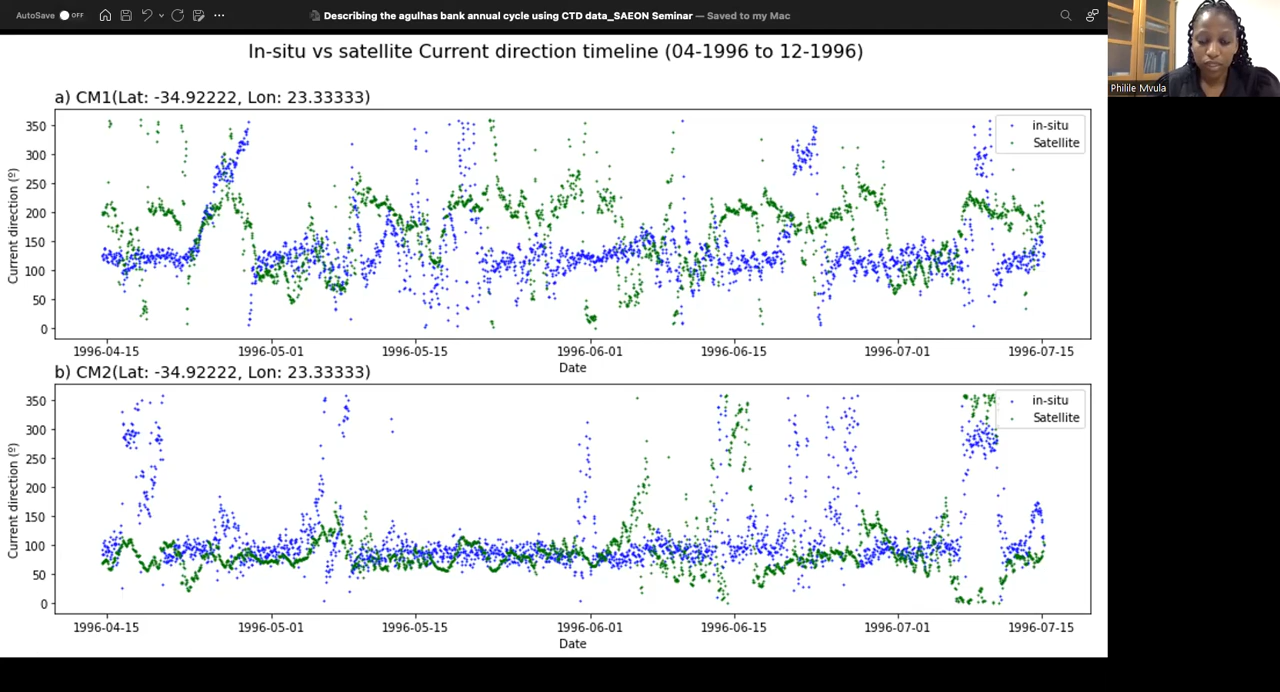 AutoSave OFF
Describing the agulhas bank annual cycle using CTD data_SAEON Seminar — Saved to my Mac
Philile Mvula
In-situ vs satellite Current direction timeline (04-1996 to 12-1996)
a) CM1(Lat: -34.92222, Lon: 23.33333)
in-situ
Satellite
Current direction (º)
350
300
250
200
150
100
50
0
1996-04-15 1996-05-01 1996-05-15 1996-06-01 1996-06-15 1996-07-01 1996-07-15
Date
b) CM2(Lat: -34.92222, Lon: 23.33333)
in-situ
Satellite
Current direction (º)
350
300
250
200
150
100
50
0
1996-04-15 1996-05-01 1996-05-15 1996-06-01 1996-06-15 1996-07-01 1996-07-15
Date